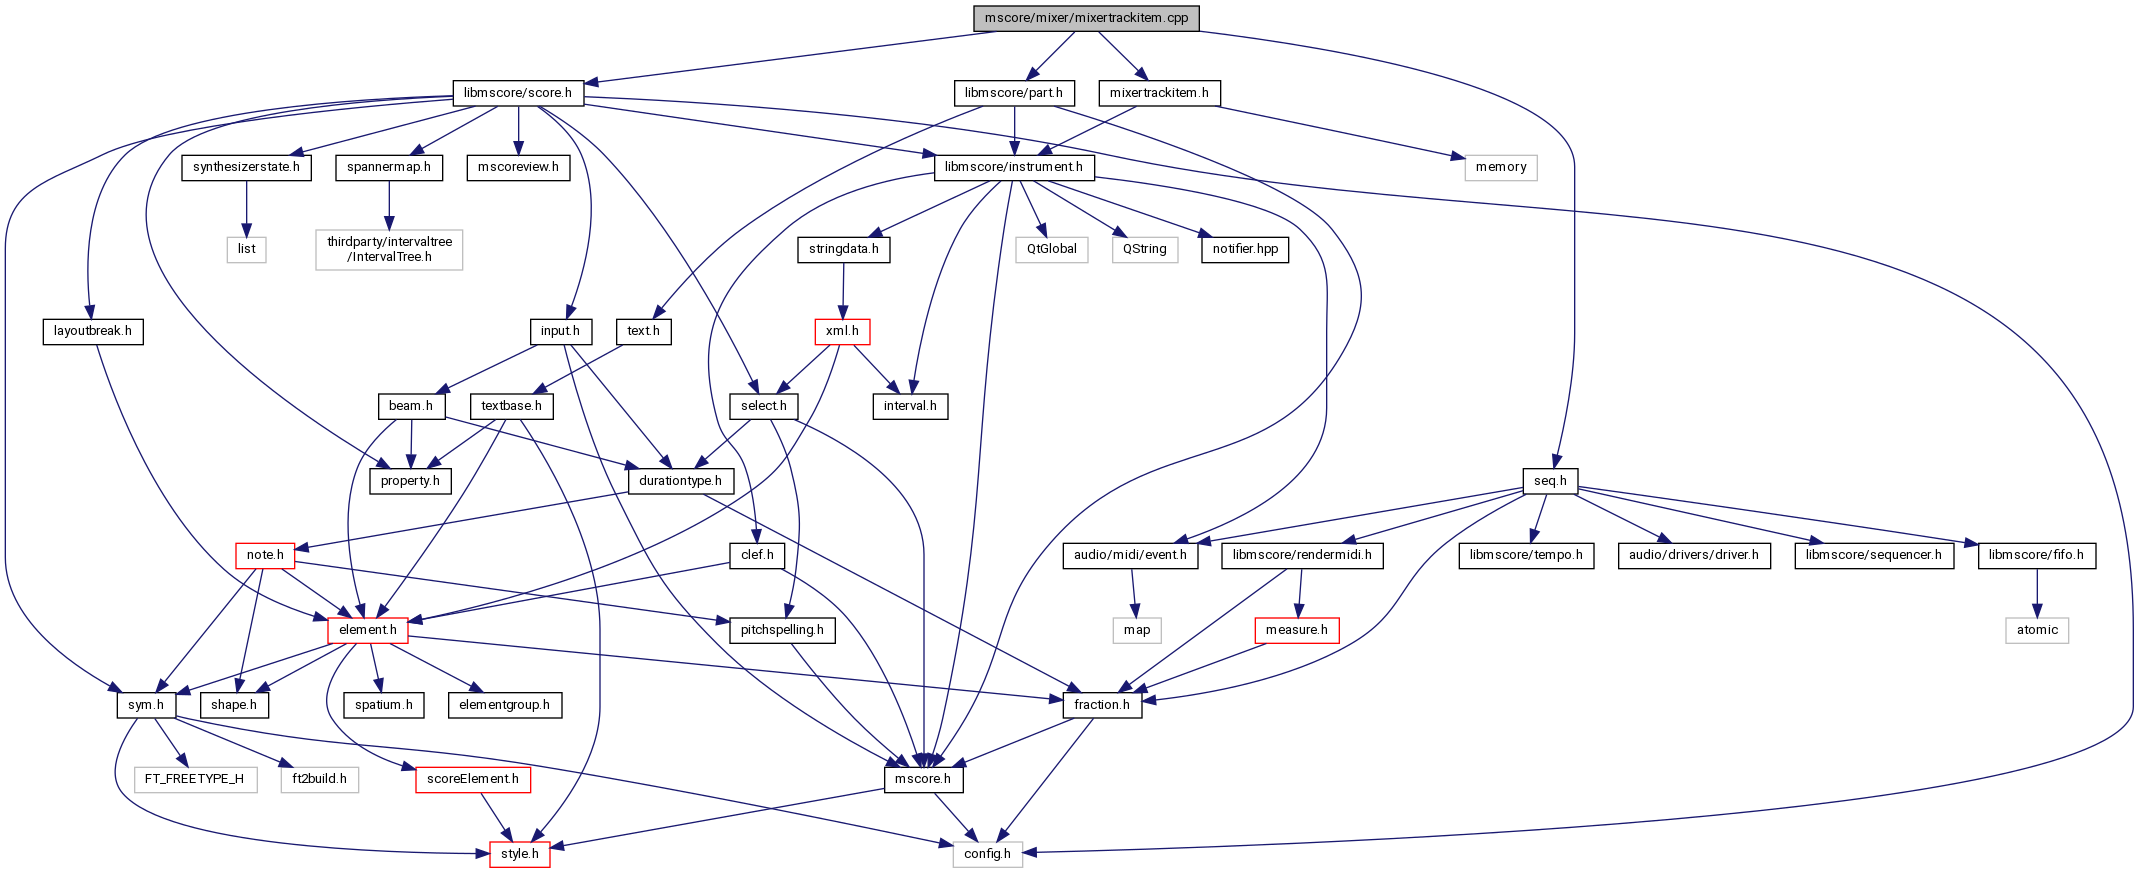 mscore/mixer/mixertrackitem.cpp
libmscore/score.h
libmscore/part.h
mixertrackitem.h
synthesizerstate.h
spannermap.h
mscoreview.h
libmscore/instrument.h
memory
list
thirdparty/intervaltree
/IntervalTree.h
stringdata.h
QtGlobal
QString
notifier.hpp
layoutbreak.h
input.h
text.h
xml.h
beam.h
textbase.h
select.h
interval.h
property.h
durationtype.h
seq.h
note.h
clef.h
audio/midi/event.h
libmscore/rendermidi.h
libmscore/tempo.h
audio/drivers/driver.h
libmscore/sequencer.h
libmscore/fifo.h
element.h
pitchspelling.h
map
measure.h
atomic
sym.h
shape.h
spatium.h
elementgroup.h
fraction.h
FT_FREETYPE_H
ft2build.h
scoreElement.h
mscore.h
style.h
config.h